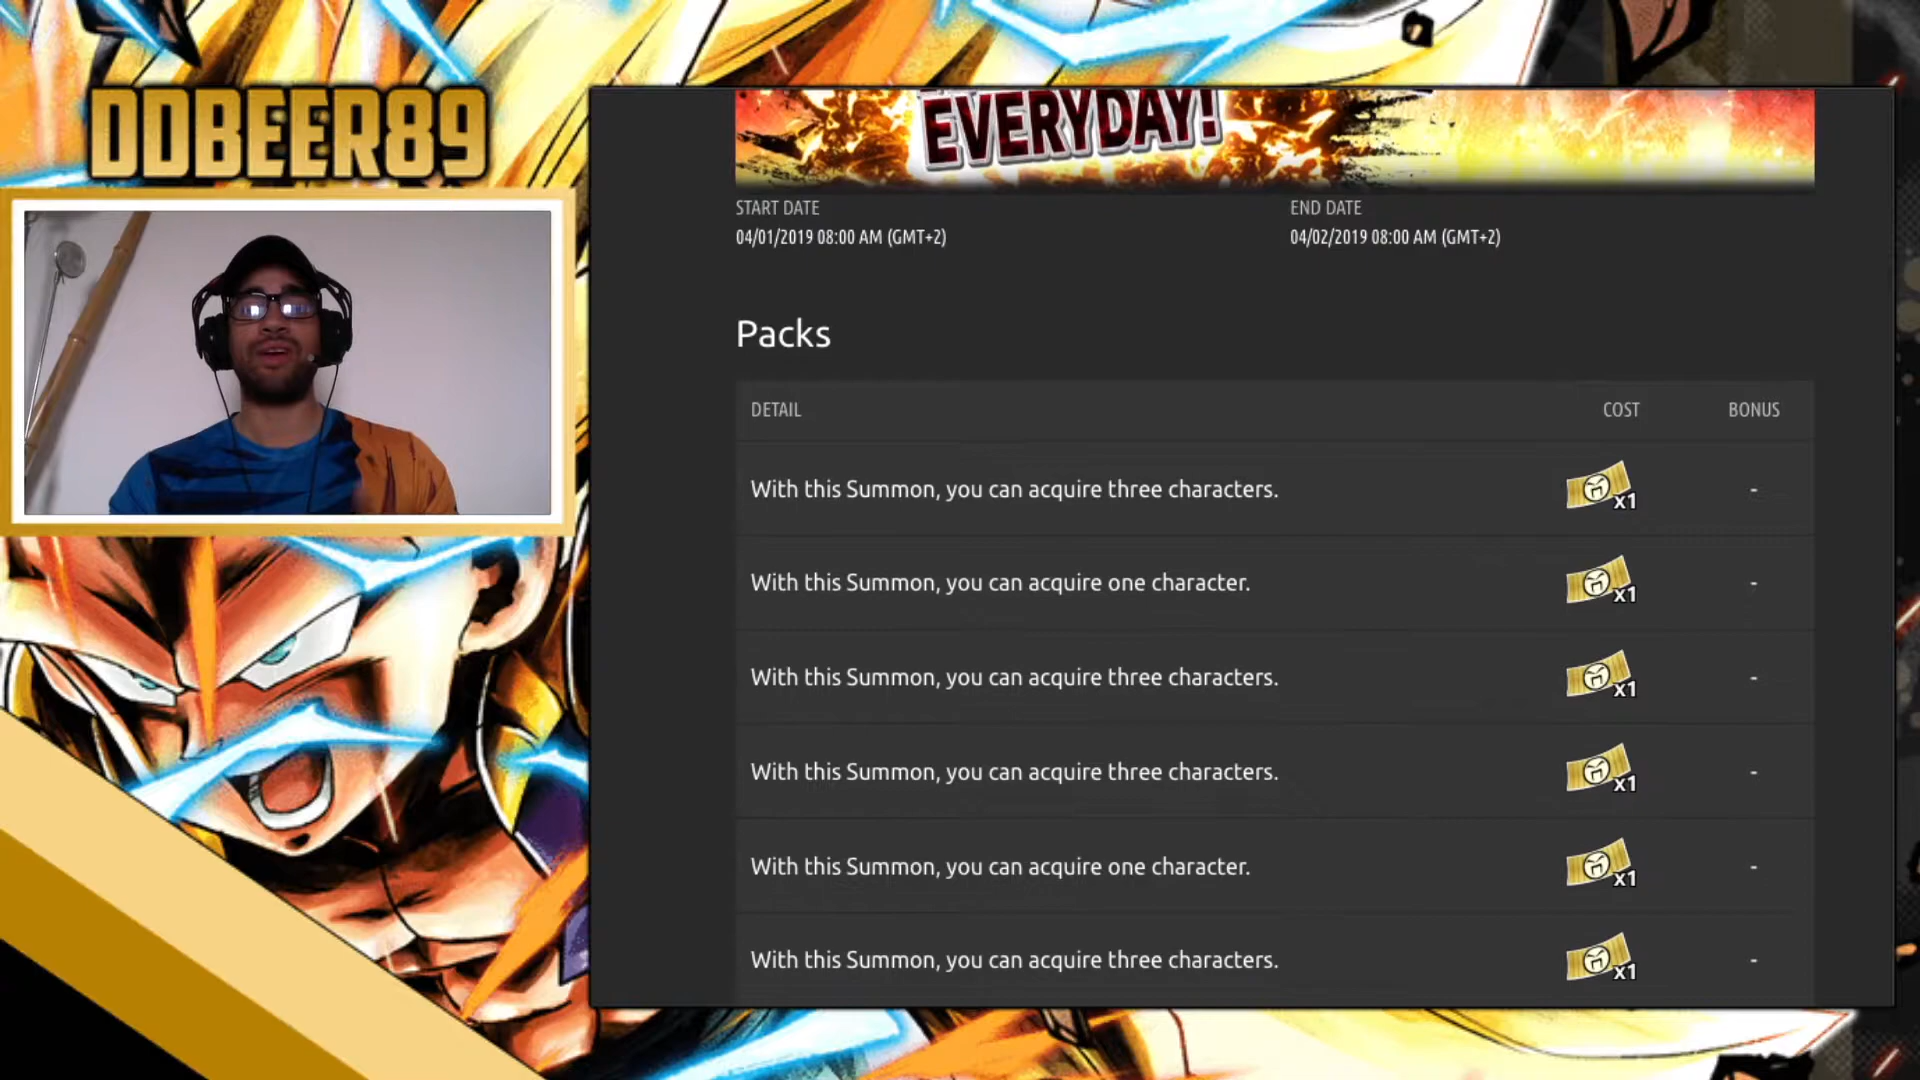 DDBEER89
EVERYDAY!
START DATE
04/01/2019 08:00 AM (GMT+2)
END DATE
04/02/2019 08:00 AM (GMT+2)
Packs
DETAIL COST BONUS
With this Summon, you can acquire three characters. x1 -
With this Summon, you can acquire one character. x1 -
With this Summon, you can acquire three characters. x1 -
With this Summon, you can acquire three characters. x1 -
With this Summon, you can acquire one character. x1 -
With this Summon, you can acquire three characters. x1 -